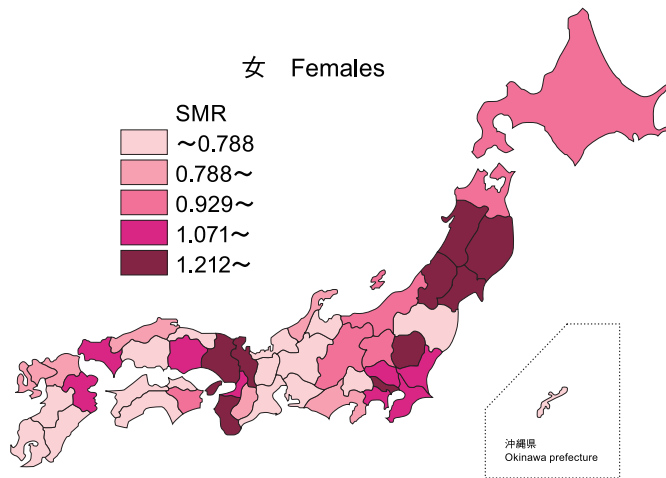 女 Females
SMR
～0.788
0.788～
0.929～
1.071～
1.212～
沖縄県
Okinawa prefecture